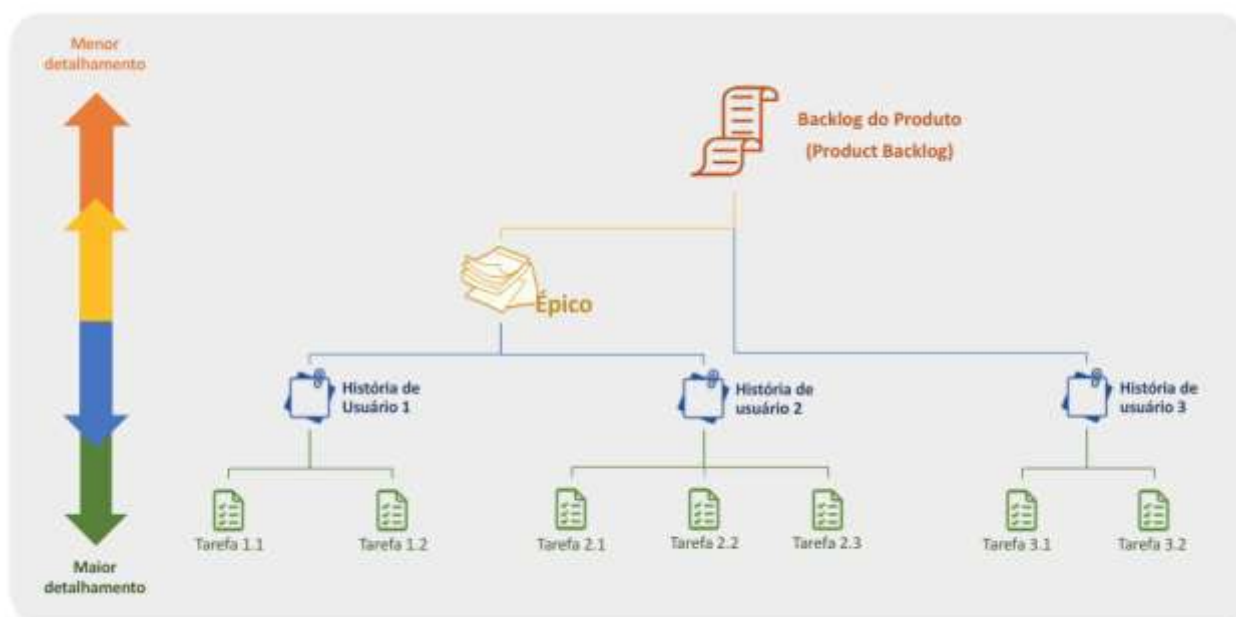 Menor
detalhamento
Backlog do Produto
(Product Backlog)
Épico
História de
Usuário 1
História de
usuário 2
História de
usuário 3
Tarefa 1.1
Tarefa 1.2
Tarefa 2.1
Tarefa 2.2
Tarefa 2.3
Tarefa 3.1
Tarefa 3.2
Maior
detalhamento